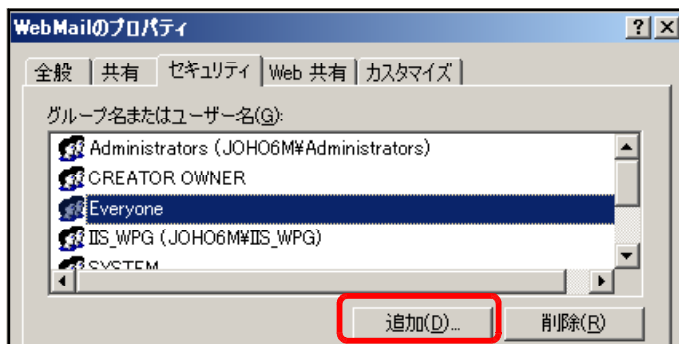 WebMailのプロパティ
全般 共有 セキュリティ Web 共有 カスタマイズ
グループ名またはユーザー名(G):
Administrators (JOHO6M¥Administrators)
CREATOR OWNER
Everyone
IIS_WPG (JOHO6M¥IIS_WPG)
SYSTEM
追加(D)... 削除(R)